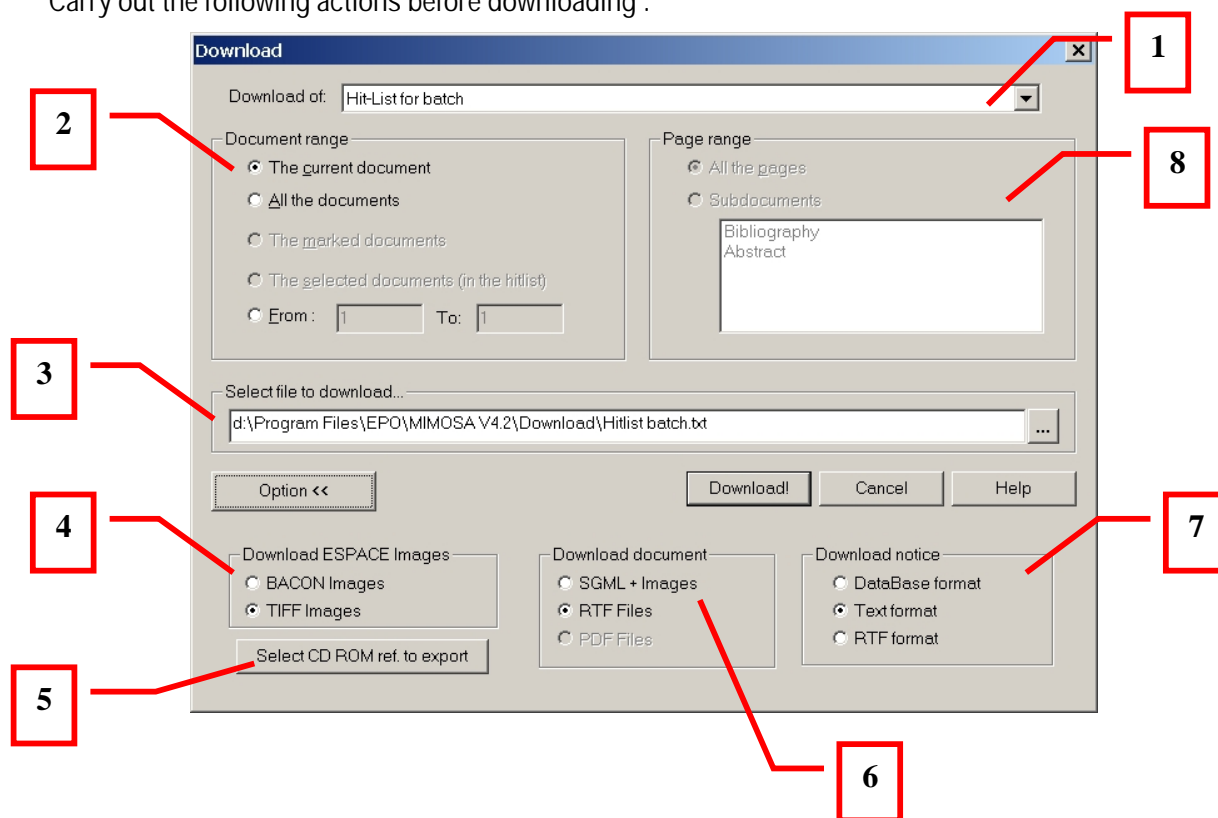 Carry out the following actions before downloading :
Download
1
Download of: Hit-List for batch
2
Document range
The current document
All the documents
The marked documents
The selected documents (in the hitlist)
From : 1 To: 1
Page range
All the pages
Subdocuments
Bibliography
Abstract
8
3
Select file to download...
d:\Program Files\EPO\MIMOSA V4.2\Download\Hitlist batch.txt
...
Option <<
Download!
Cancel
Help
4
7
Download ESPACE Images
BACON Images
TIFF Images
Download document
SGML + Images
RTF Files
PDF Files
Download notice
DataBase format
Text format
RTF format
Select CD ROM ref. to export
5
6